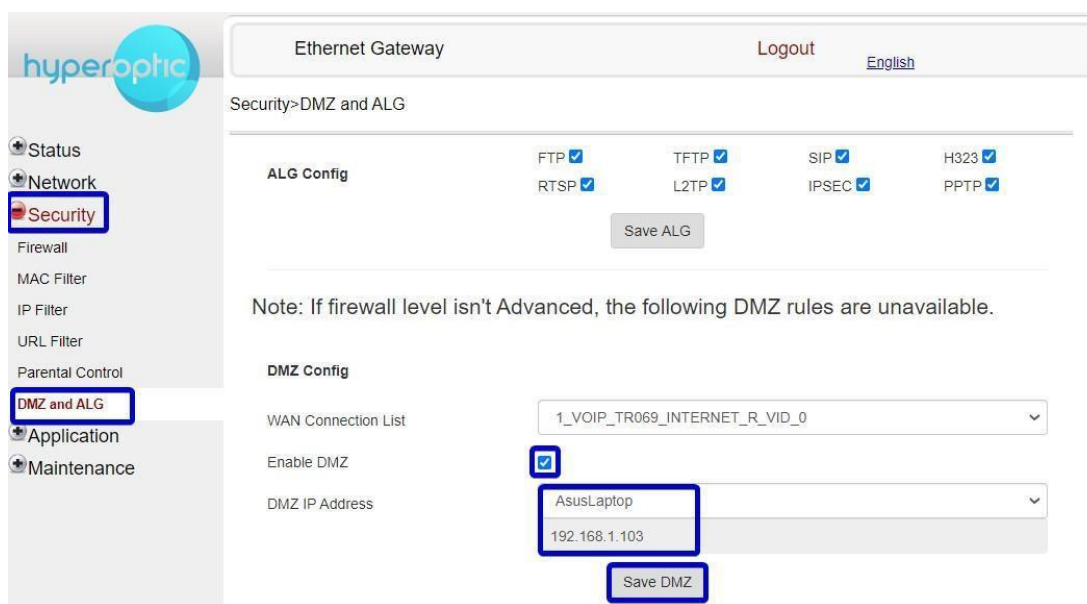 hyperoptic
Ethernet Gateway
Logout
English
Security>DMZ and ALG
Status
Network
Security
Firewall
MAC Filter
IP Filter
URL Filter
Parental Control
DMZ and ALG
Application
Maintenance
ALG Config
FTP TFTP SIP H323
RTSP L2TP IPSEC PPTP
Save ALG
Note: If firewall level isn't Advanced, the following DMZ rules are unavailable.
DMZ Config
WAN Connection List 1_VOIP_TR069_INTERNET_R_VID_0
Enable DMZ
DMZ IP Address AsusLaptop
192.168.1.103
Save DMZ